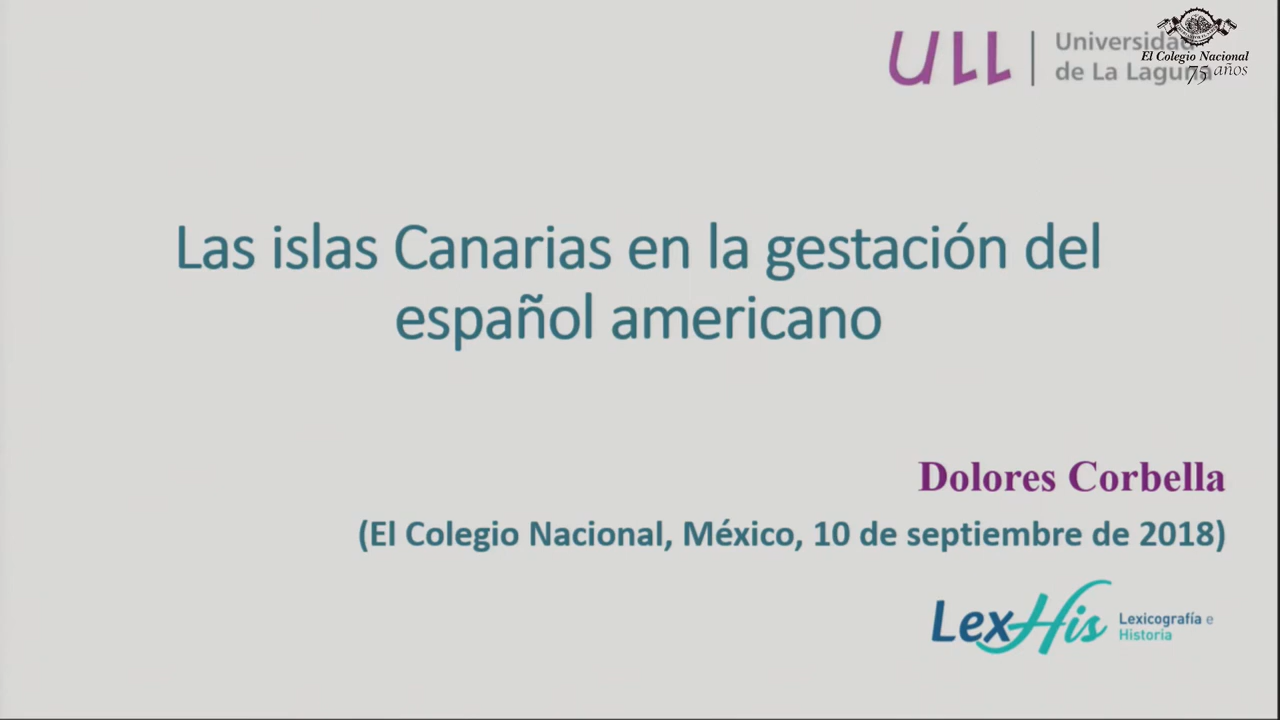 ULL
Universidad
de La Laguna
El Colegio Nacional
75 años
Las islas Canarias en la gestación del
español americano
Dolores Corbella
(El Colegio Nacional, México, 10 de septiembre de 2018)
LexHis
Lexicografía e
Historia